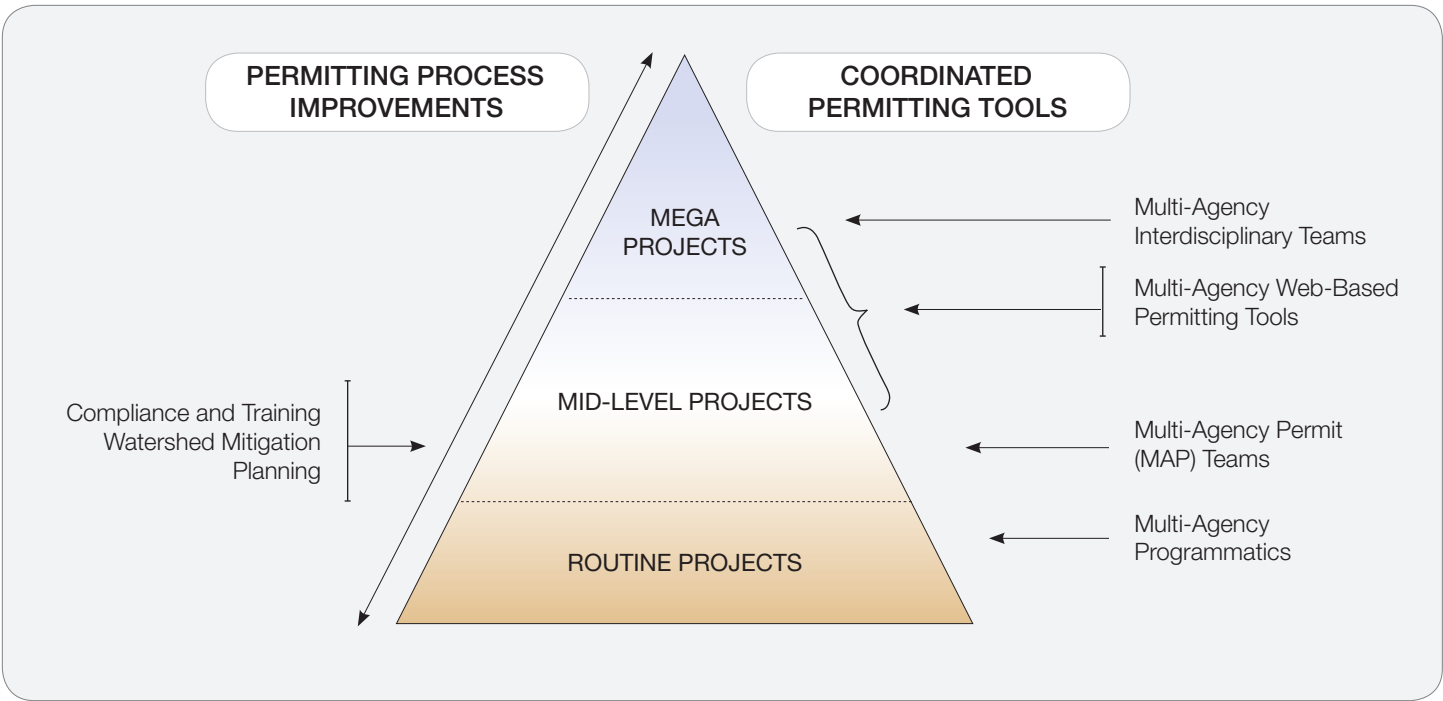 PERMITTING PROCESS
IMPROVEMENTS
COORDINATED
PERMITTING TOOLS
MEGA
PROJECTS
MID-LEVEL PROJECTS
ROUTINE PROJECTS
Compliance and Training
Watershed Mitigation
Planning
Multi-Agency
Interdisciplinary Teams
Multi-Agency Web-Based
Permitting Tools
Multi-Agency Permit
(MAP) Teams
Multi-Agency
Programmatics